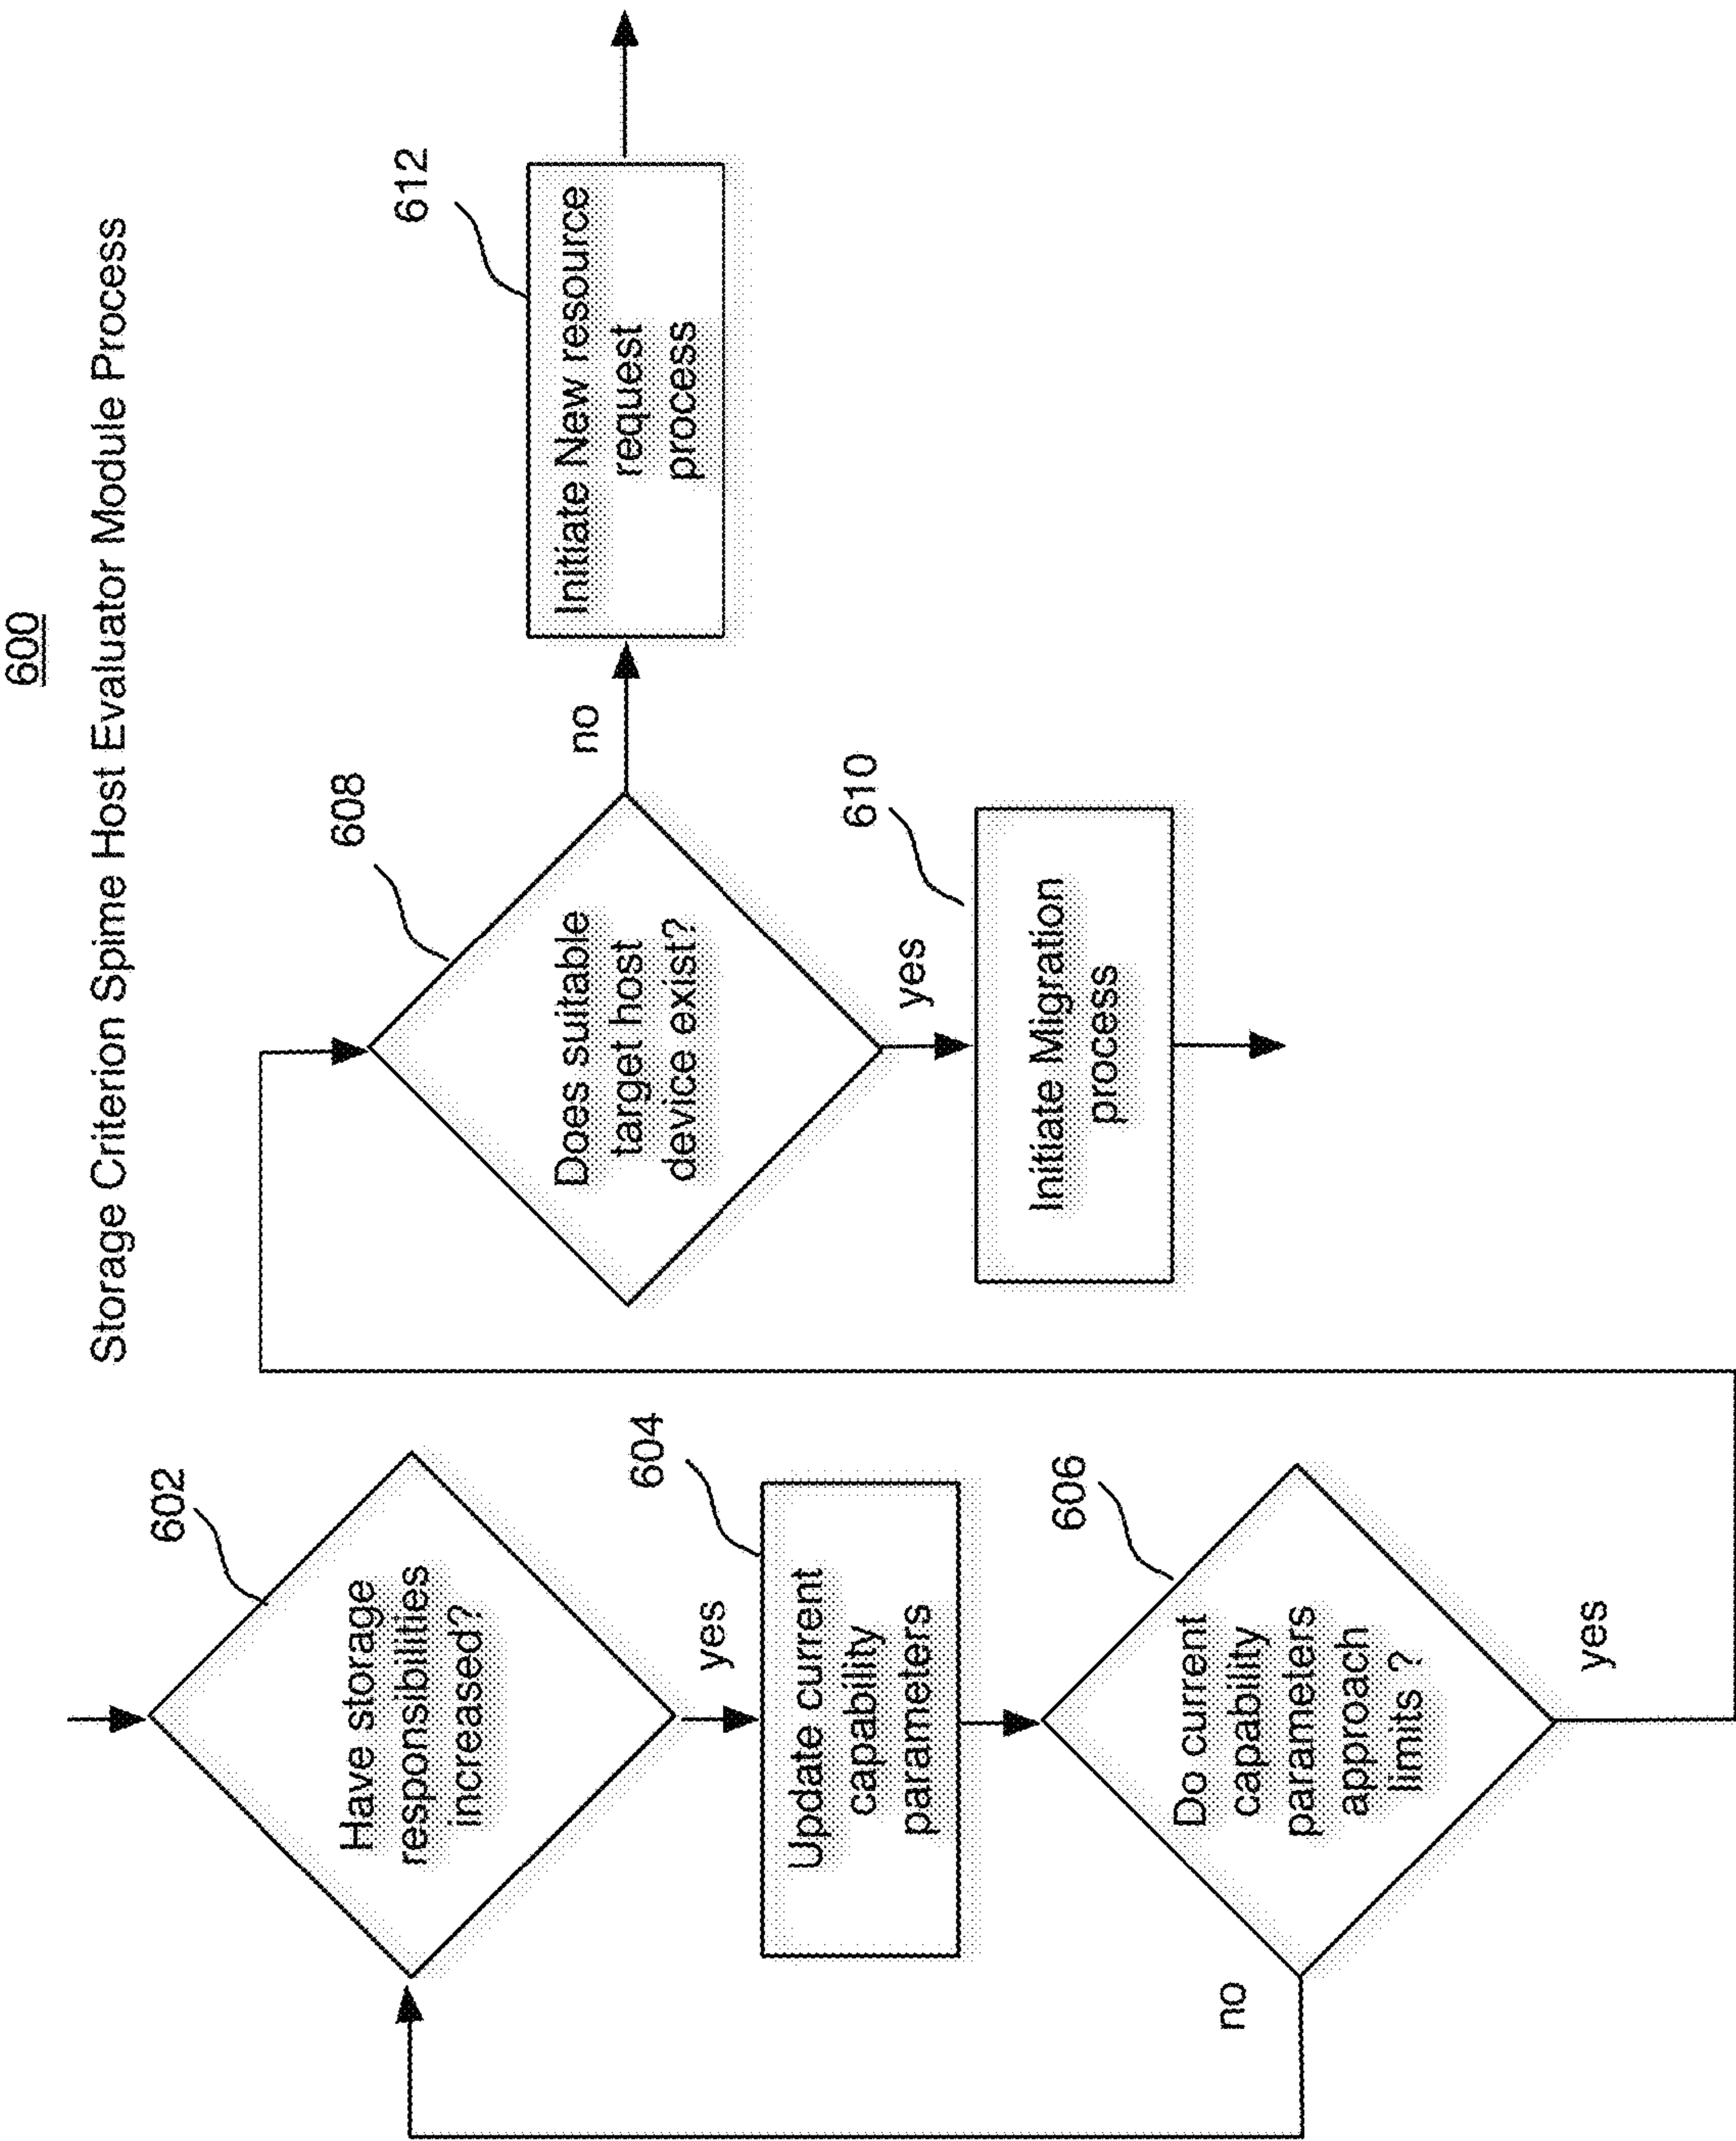 600
Storage Criterion Spime Host Evaluator Module Process
602
Have storage
responsibilities
increased?
yes
604
Update current
capability
parameters
606
Do current
capability
parameters
approach
limits ?
no
yes
608
Does suitable
target host
device exist?
no
yes
610
Initiate Migration
process
612
Initiate New resource
request
process